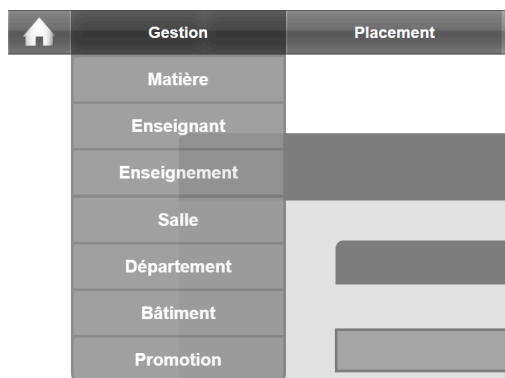 Gestion
Placement
Matière
Enseignant
Enseignement
Salle
Département
Bâtiment
Promotion